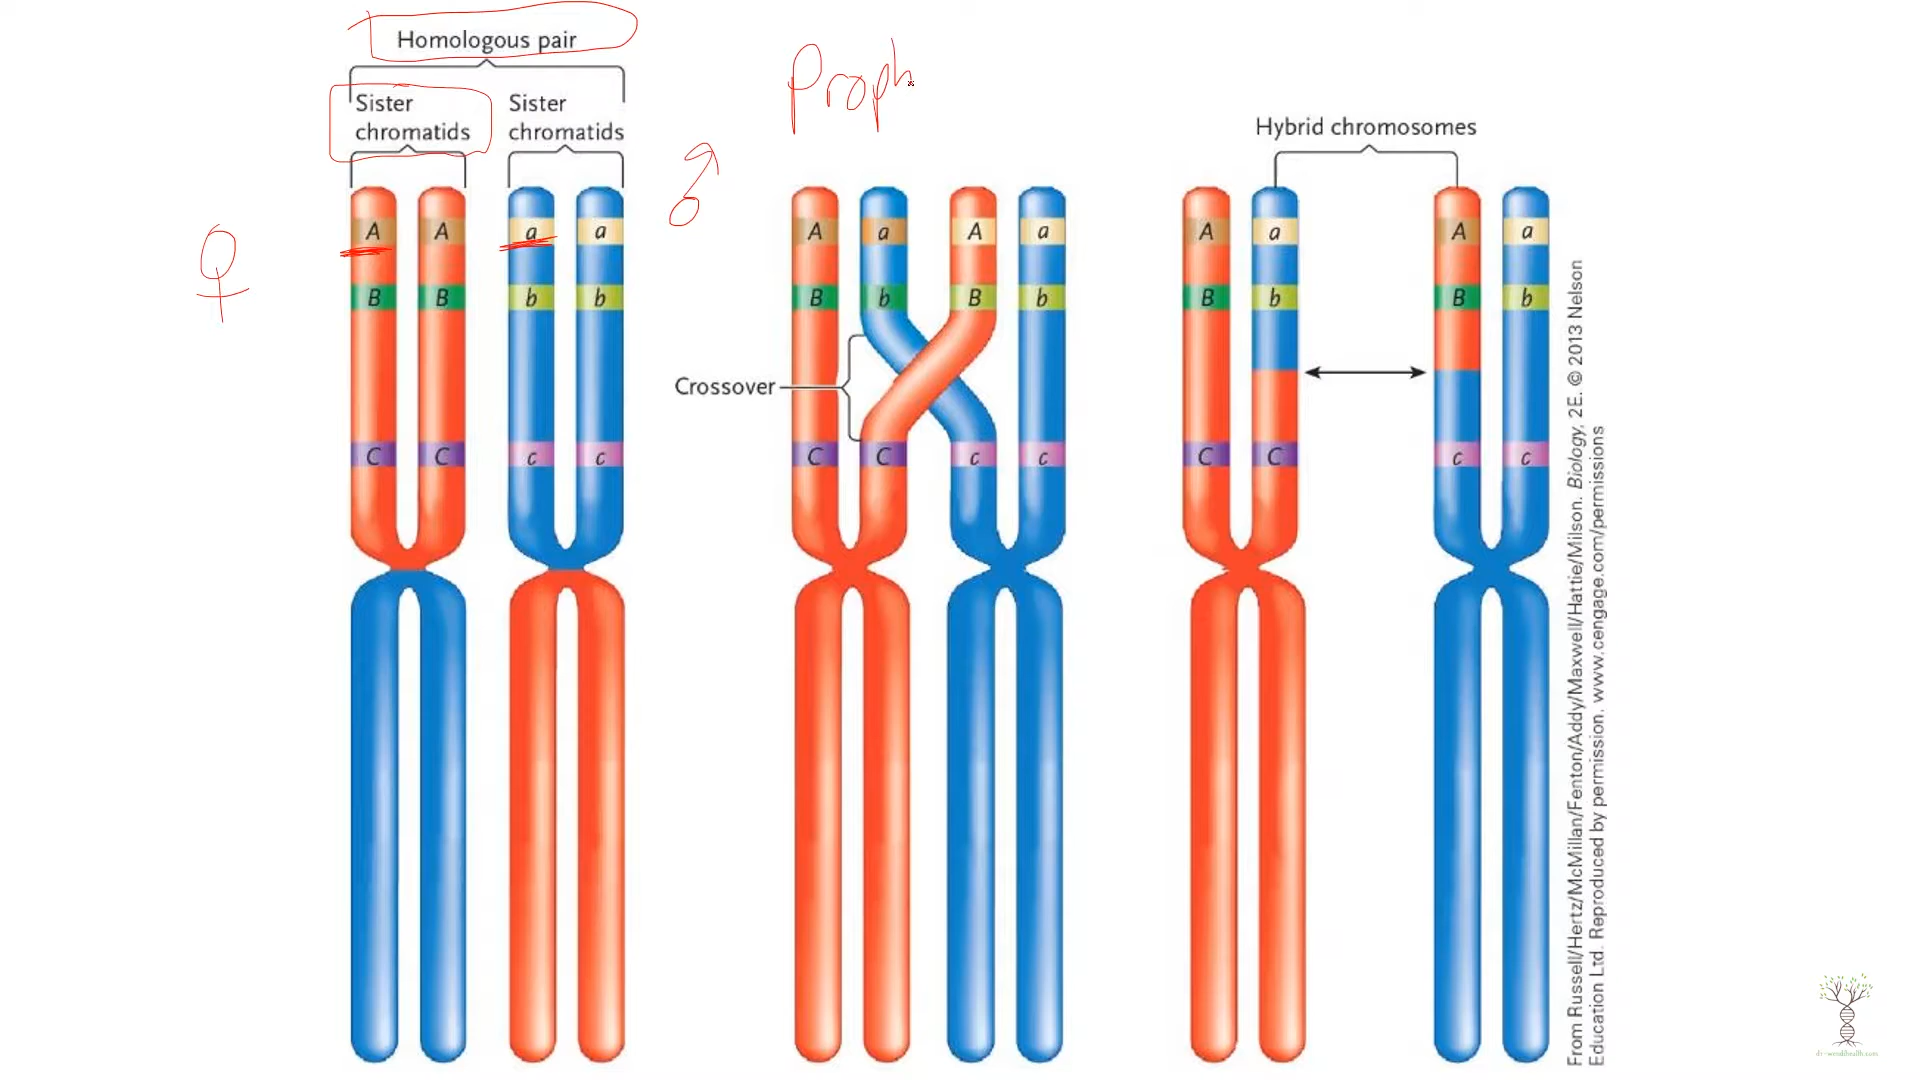 Homologous pair
Sister
chromatids
Sister
chromatids
Proph
Hybrid chromosomes
A A a a
B B b b
C C c c
A a A a
B b B b
Crossover
C C c c
A a A a
B b B b
C C c c
From Russell/Hertz/McMillan/Fenton/Addy/Maxwell/Hattie/Milson. Biology, 2E. © 2013 Nelson
Education Ltd. Reproduced by permission. www.cengage.com/permissions